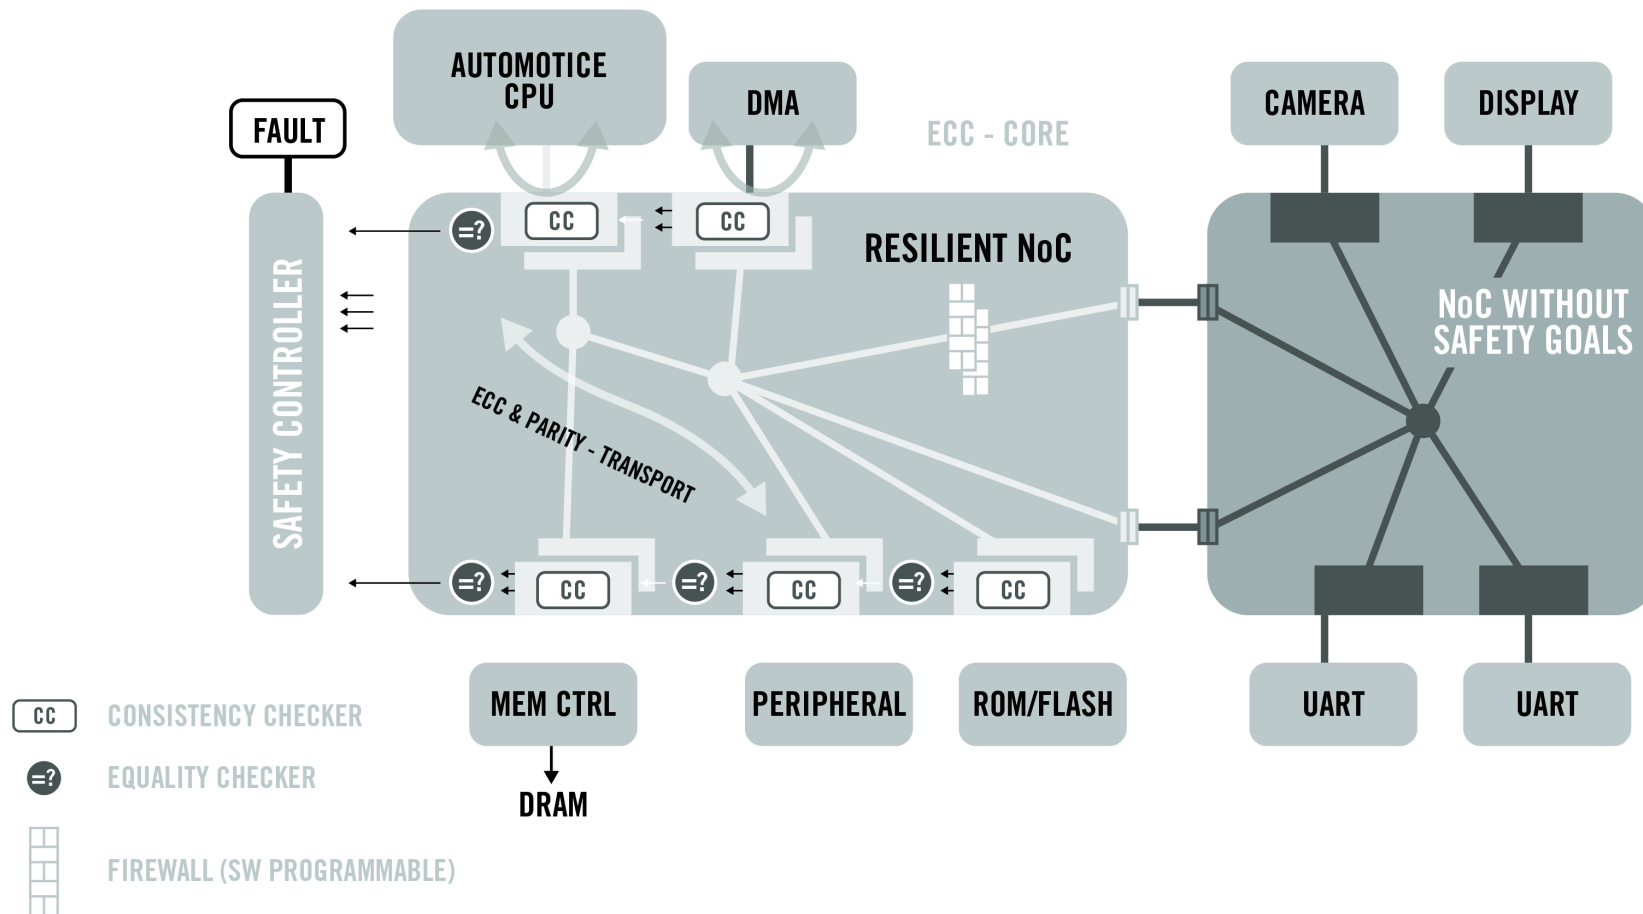 AUTOMOTICE
CPU
DMA
CAMERA
DISPLAY
FAULT
ECC - CORE
=?
CC
CC
RESILIENT NoC
SAFETY CONTROLLER
NoC WITHOUT
SAFETY GOALS
ECC & PARITY - TRANSPORT
=?
CC
=?
CC
=?
CC
MEM CTRL
PERIPHERAL
ROM/FLASH
UART
UART
DRAM
CC CONSISTENCY CHECKER
=? EQUALITY CHECKER
FIREWALL (SW PROGRAMMABLE)